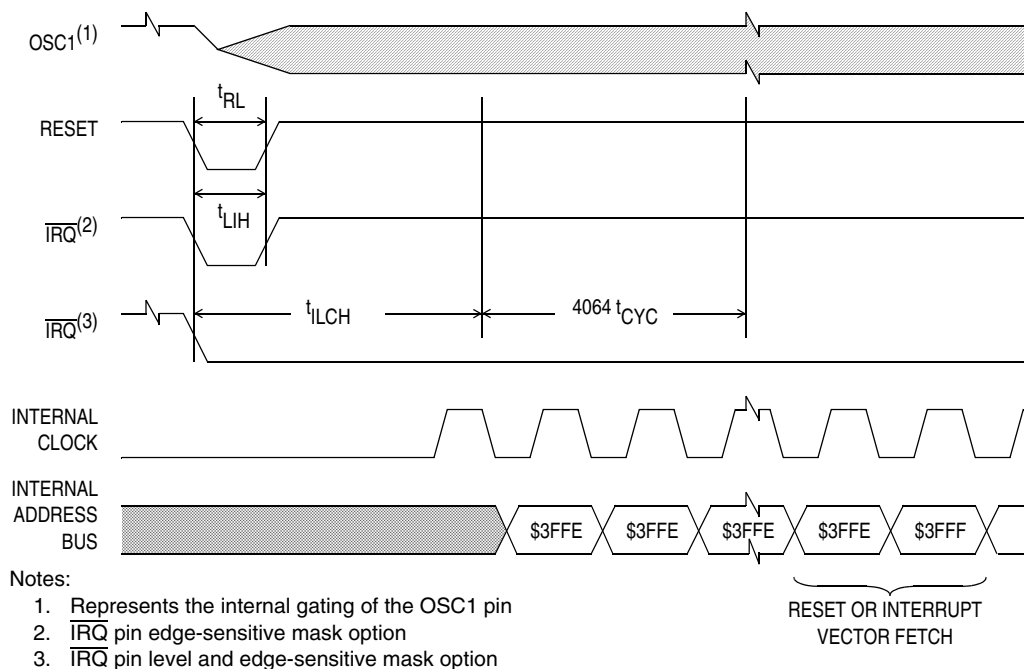 OSC1(1)
tRL
RESET
tLIH
IRQ(2)
IRQ(3)
tILCH
4064 tCYC
INTERNAL
CLOCK
INTERNAL
ADDRESS
BUS
$3FFE
$3FFE
$3FFE
$3FFE
$3FFF
RESET OR INTERRUPT
VECTOR FETCH
Notes:
1. Represents the internal gating of the OSC1 pin
2. IRQ pin edge-sensitive mask option
3. IRQ pin level and edge-sensitive mask option